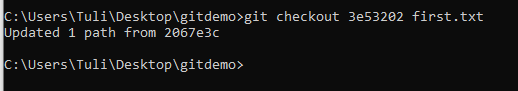 C:\Users\Tuli\Desktop\gitdemo>git checkout 3e53202 first.txt
Updated 1 path from 2067e3c
C:\Users\Tuli\Desktop\gitdemo>